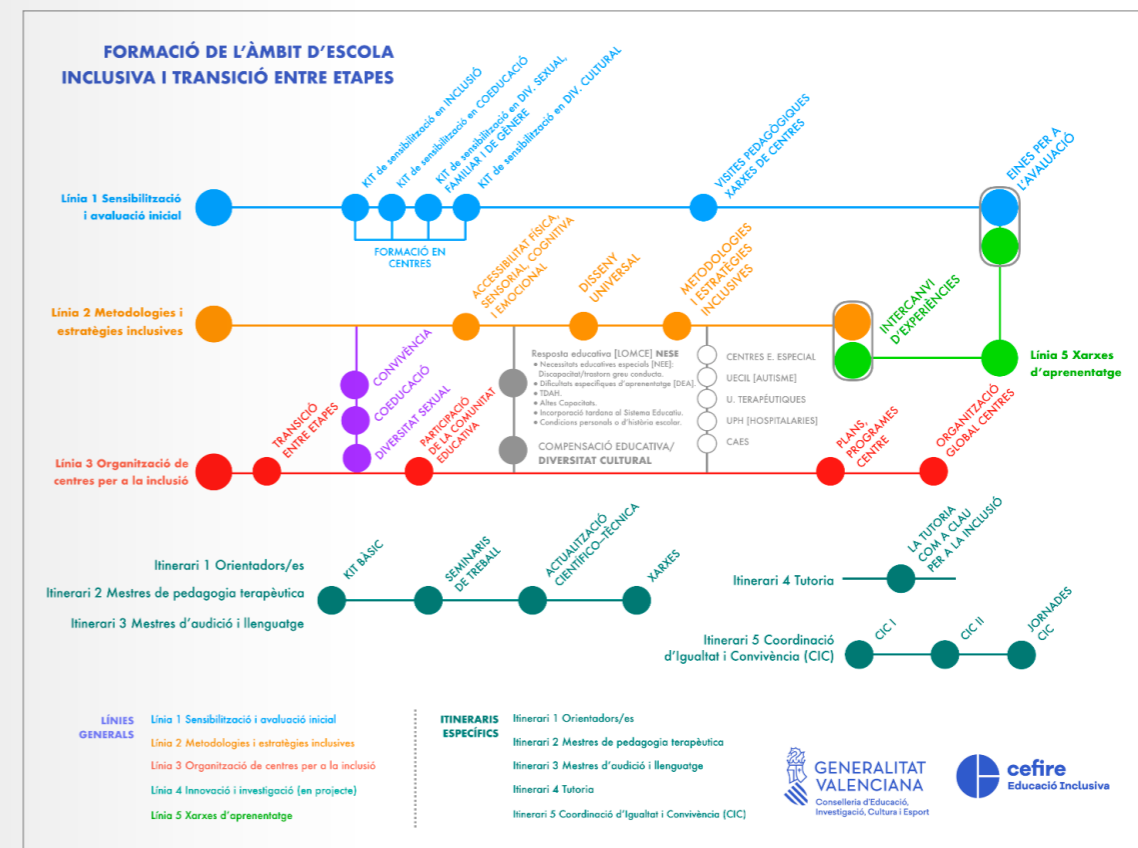 FORMACIÓ DE L'ÀMBIT D'ESCOLA
INCLUSIVA I TRANSICIÓ ENTRE ETAPES
Línia 1 Sensibilització
i avaluació inicial
KIT de sensibilització en INCLUSIÓ
KIT de sensibilització en COEDUCACIÓ
KIT de sensibilització en DIV. SEXUAL,
FAMILIAR I DE GÈNERE
KIT de sensibilització en DIV. CULTURAL
FORMACIÓ EN
CENTRES
VISITES PEDAGÒGIQUES
XARXES DE CENTRES
EINES PER A
L'AVALUACIÓ
Línia 2 Metodologies i
estratègies inclusives
ACCESSIBILITAT FÍSICA,
SENSORIAL, COGNITIVA
I EMOCIONAL
DISSENY
UNIVERSAL
METODOLOGIES
I ESTRATÈGIES
INCLUSIVES
INTERCANVI
D'EXPERIÈNCIES
Línia 5 Xarxes
d'aprenentatge
CONVIVÈNCIA
COEDUCACIÓ
DIVERSITAT SEXUAL
Resposta educativa [LOMCE] NESE
• Necessitats educatives especials [NEE]:
Discapacitat/trastorn greu conducta.
• Dificultats específiques d'aprenentatge [DEA].
• TDAH.
• Altes Capacitats.
• Incorporació tardana al Sistema Educatiu.
• Condicions personals o d'història escolar.
COMPENSACIÓ EDUCATIVA/
DIVERSITAT CULTURAL
CENTRES E. ESPECIAL
UECIL [AUTISME]
U. TERAPÉUTIQUES
UPH [HOSPITALARIES]
CAES
Línia 3 Organització de
centres per a la inclusió
TRANSICIÓ
ENTRE ETAPES
PARTICIPACIÓ
DE LA COMUNITAT
EDUCATIVA
PLANS,
PROGRAMES
CENTRE
ORGANITZACIÓ
GLOBAL CENTRES
Itinerari 1 Orientadors/es
Itinerari 2 Mestres de pedagogia terapèutica
Itinerari 3 Mestres d'audició i llenguatge
KIT BÀSIC
SEMINARIS
DE TREBALL
ACTUALITZACIÓ
CIENTÍFICO-TÈCNICA
XARXES
Itinerari 4 Tutoria
LA TUTORIA
COM A CLAU
PER A LA INCLUSIÓ
Itinerari 5 Coordinació
d'Igualtat i Convivència (CIC)
CIC I
CIC II
JORNADES
CIC
LÍNIES
GENERALS
Línia 1 Sensibilització i avaluació inicial
Línia 2 Metodologies i estratègies inclusives
Línia 3 Organització de centres per a la inclusió
Línia 4 Innovació i investigació (en projecte)
Línia 5 Xarxes d'aprenentatge
ITINERARIS
ESPECÍFICS
Itinerari 1 Orientadors/es
Itinerari 2 Mestres de pedagogia terapèutica
Itinerari 3 Mestres d'audició i llenguatge
Itinerari 4 Tutoria
Itinerari 5 Coordinació d'Igualtat i Convivència (CIC)
GENERALITAT
VALENCIANA
Conselleria d'Educació,
Investigació, Cultura i Esport
cefire
Educació Inclusiva